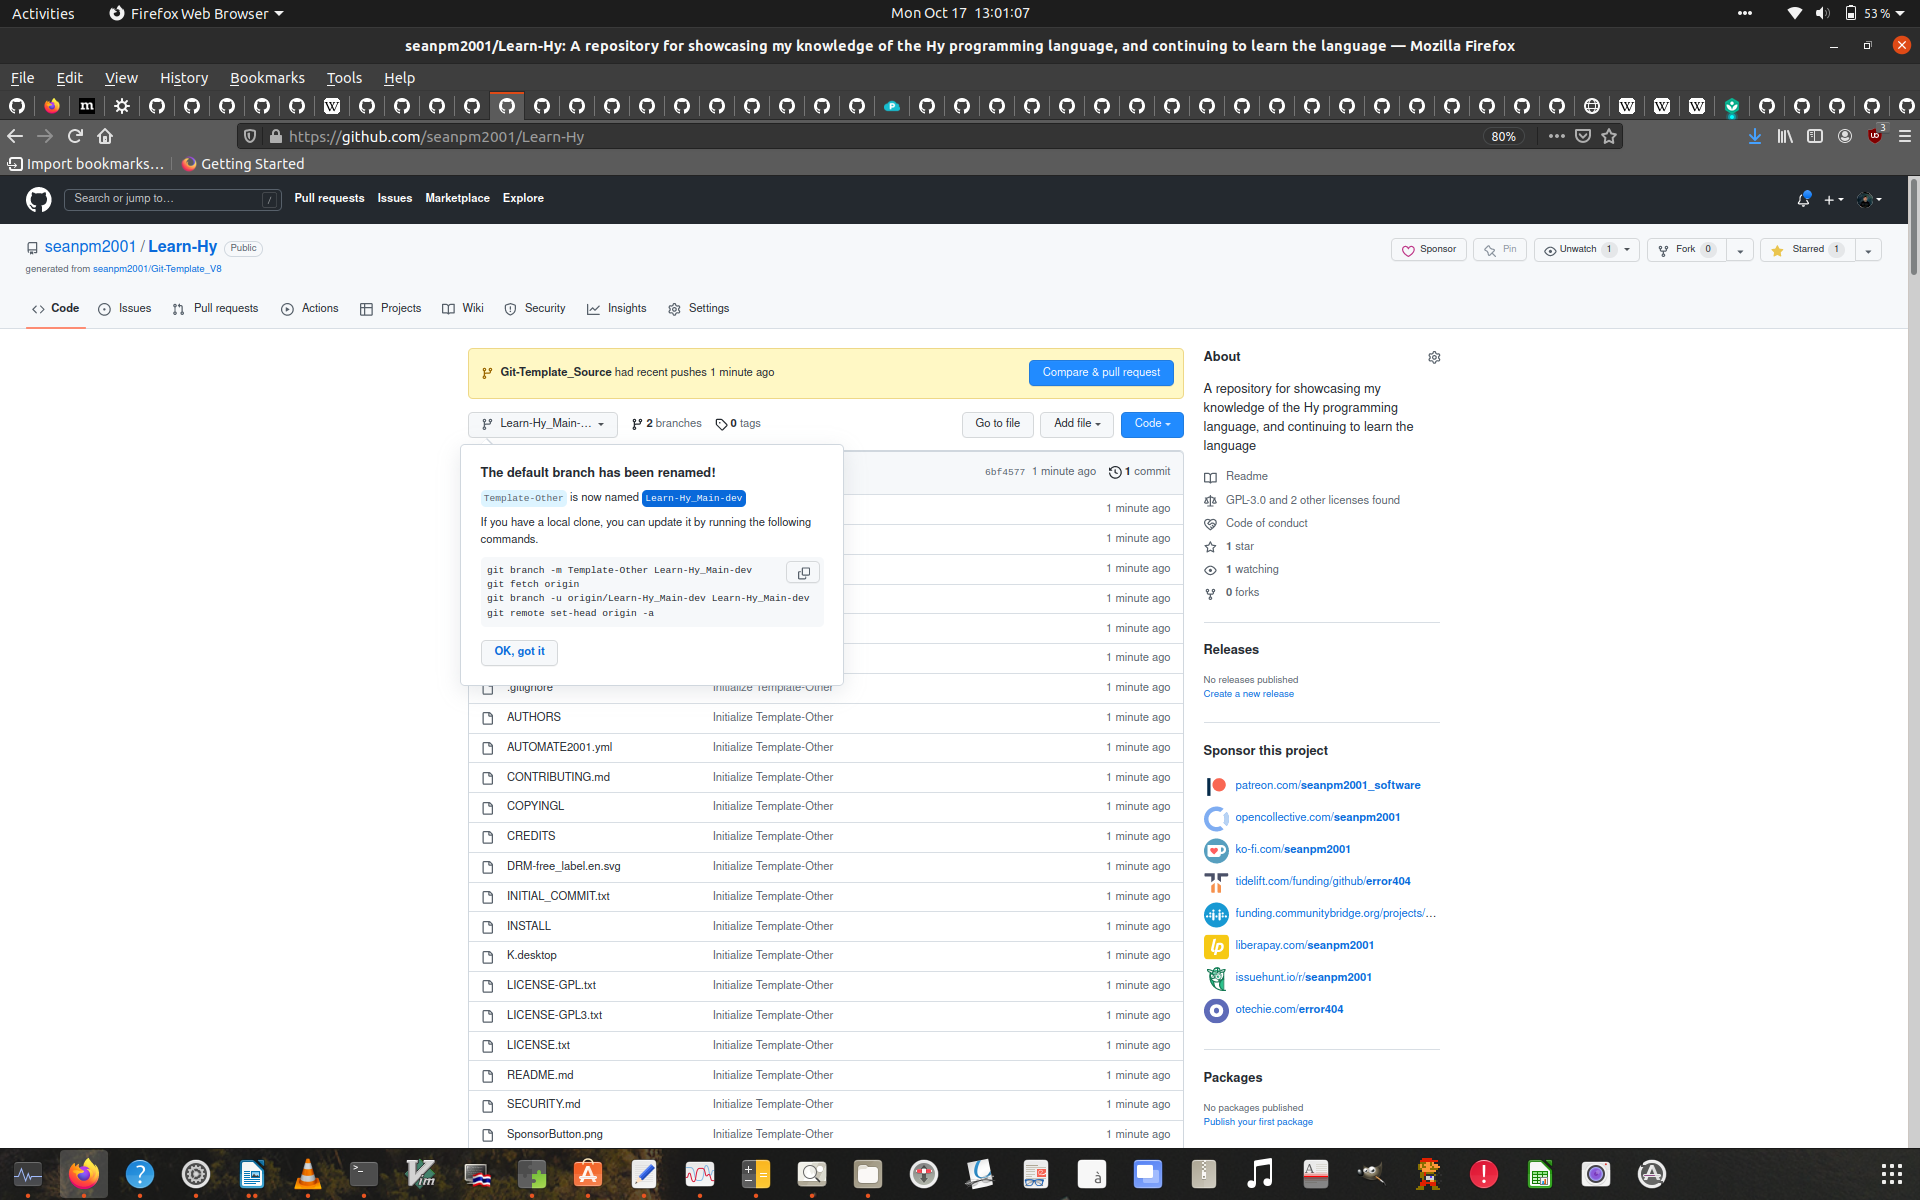 Activities
Firefox Web Browser
Mon Oct 17  13:01:07
53 %
seanpm2001/Learn-Hy: A repository for showcasing my knowledge of the Hy programming language, and continuing to learn the language — Mozilla Firefox
File Edit View History Bookmarks Tools Help
https://github.com/seanpm2001/Learn-Hy
80%
3
Import bookmarks...
Getting Started
Search or jump to...
/
Pull requests Issues Marketplace Explore
seanpm2001 / Learn-Hy
Public
Sponsor
Pin
Unwatch 1
Fork 0
Starred 1
generated from seanpm2001/Git-Template_V8
Code Issues Pull requests Actions Projects Wiki Security Insights Settings
Git-Template_Source had recent pushes 1 minute ago
Compare & pull request
Learn-Hy_Main-...
2 branches
0 tags
Go to file
Add file
Code
The default branch has been renamed!
Template-Other is now named Learn-Hy_Main-dev
If you have a local clone, you can update it by running the following
commands.
git branch -m Template-Other Learn-Hy_Main-dev
git fetch origin
git branch -u origin/Learn-Hy_Main-dev Learn-Hy_Main-dev
git remote set-head origin -a
OK, got it
6bf4577 1 minute ago 1 commit
1 minute ago
1 minute ago
1 minute ago
1 minute ago
1 minute ago
1 minute ago
.gitignore Initialize Template-Other 1 minute ago
AUTHORS Initialize Template-Other 1 minute ago
AUTOMATE2001.yml Initialize Template-Other 1 minute ago
CONTRIBUTING.md Initialize Template-Other 1 minute ago
COPYINGL Initialize Template-Other 1 minute ago
CREDITS Initialize Template-Other 1 minute ago
DRM-free_label.en.svg Initialize Template-Other 1 minute ago
INITIAL_COMMIT.txt Initialize Template-Other 1 minute ago
INSTALL Initialize Template-Other 1 minute ago
K.desktop Initialize Template-Other 1 minute ago
LICENSE-GPL.txt Initialize Template-Other 1 minute ago
LICENSE-GPL3.txt Initialize Template-Other 1 minute ago
LICENSE.txt Initialize Template-Other 1 minute ago
README.md Initialize Template-Other 1 minute ago
SECURITY.md Initialize Template-Other 1 minute ago
SponsorButton.png Initialize Template-Other 1 minute ago
About
A repository for showcasing my
knowledge of the Hy programming
language, and continuing to learn the
language
Readme
GPL-3.0 and 2 other licenses found
Code of conduct
1 star
1 watching
0 forks
Releases
No releases published
Create a new release
Sponsor this project
patreon.com/seanpm2001_software
opencollective.com/seanpm2001
ko-fi.com/seanpm2001
tidelift.com/funding/github/error404
funding.communitybridge.org/projects/...
liberapay.com/seanpm2001
issuehunt.io/r/seanpm2001
otechie.com/error404
Packages
No packages published
Publish your first package